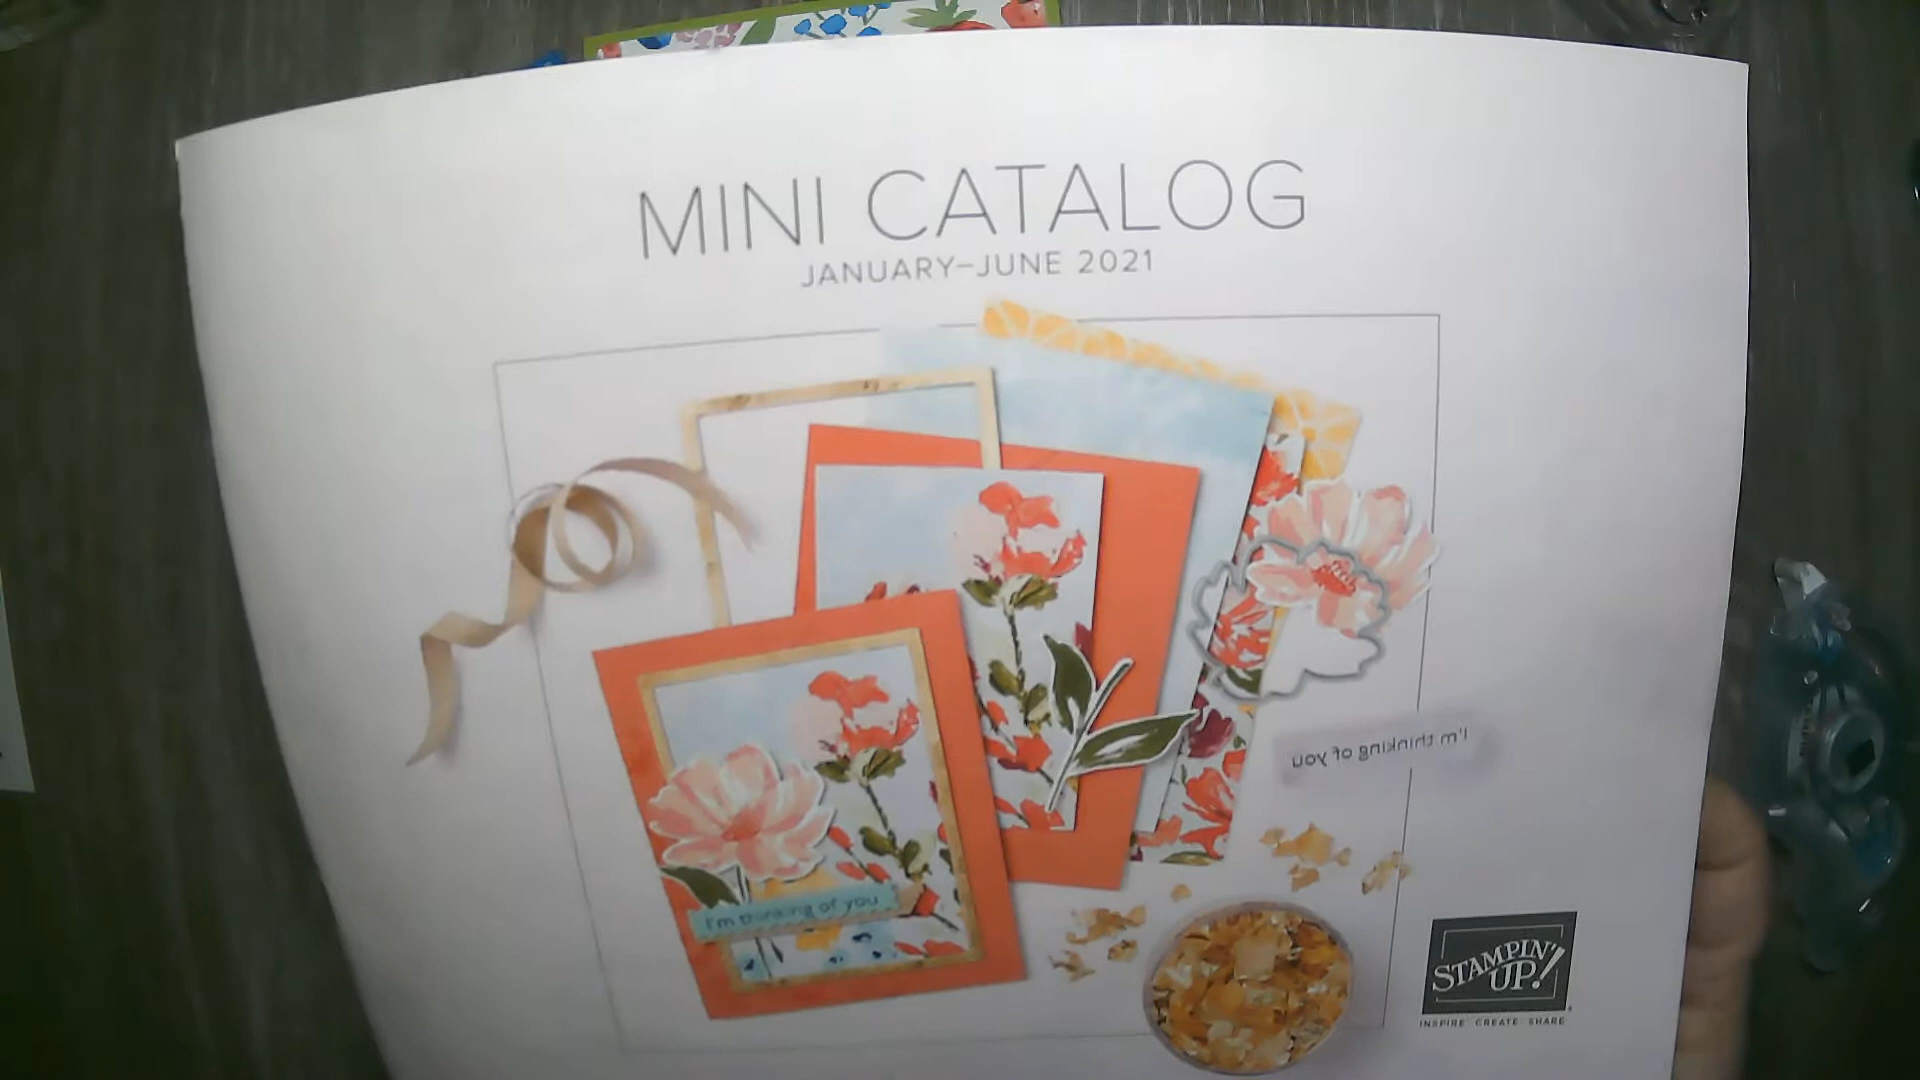 MINI CATALOG
JANUARY–JUNE 2021
I'm thinking of you
I'm thinking of you
STAMPIN'
UP!
INSPIRE CREATE SHARE